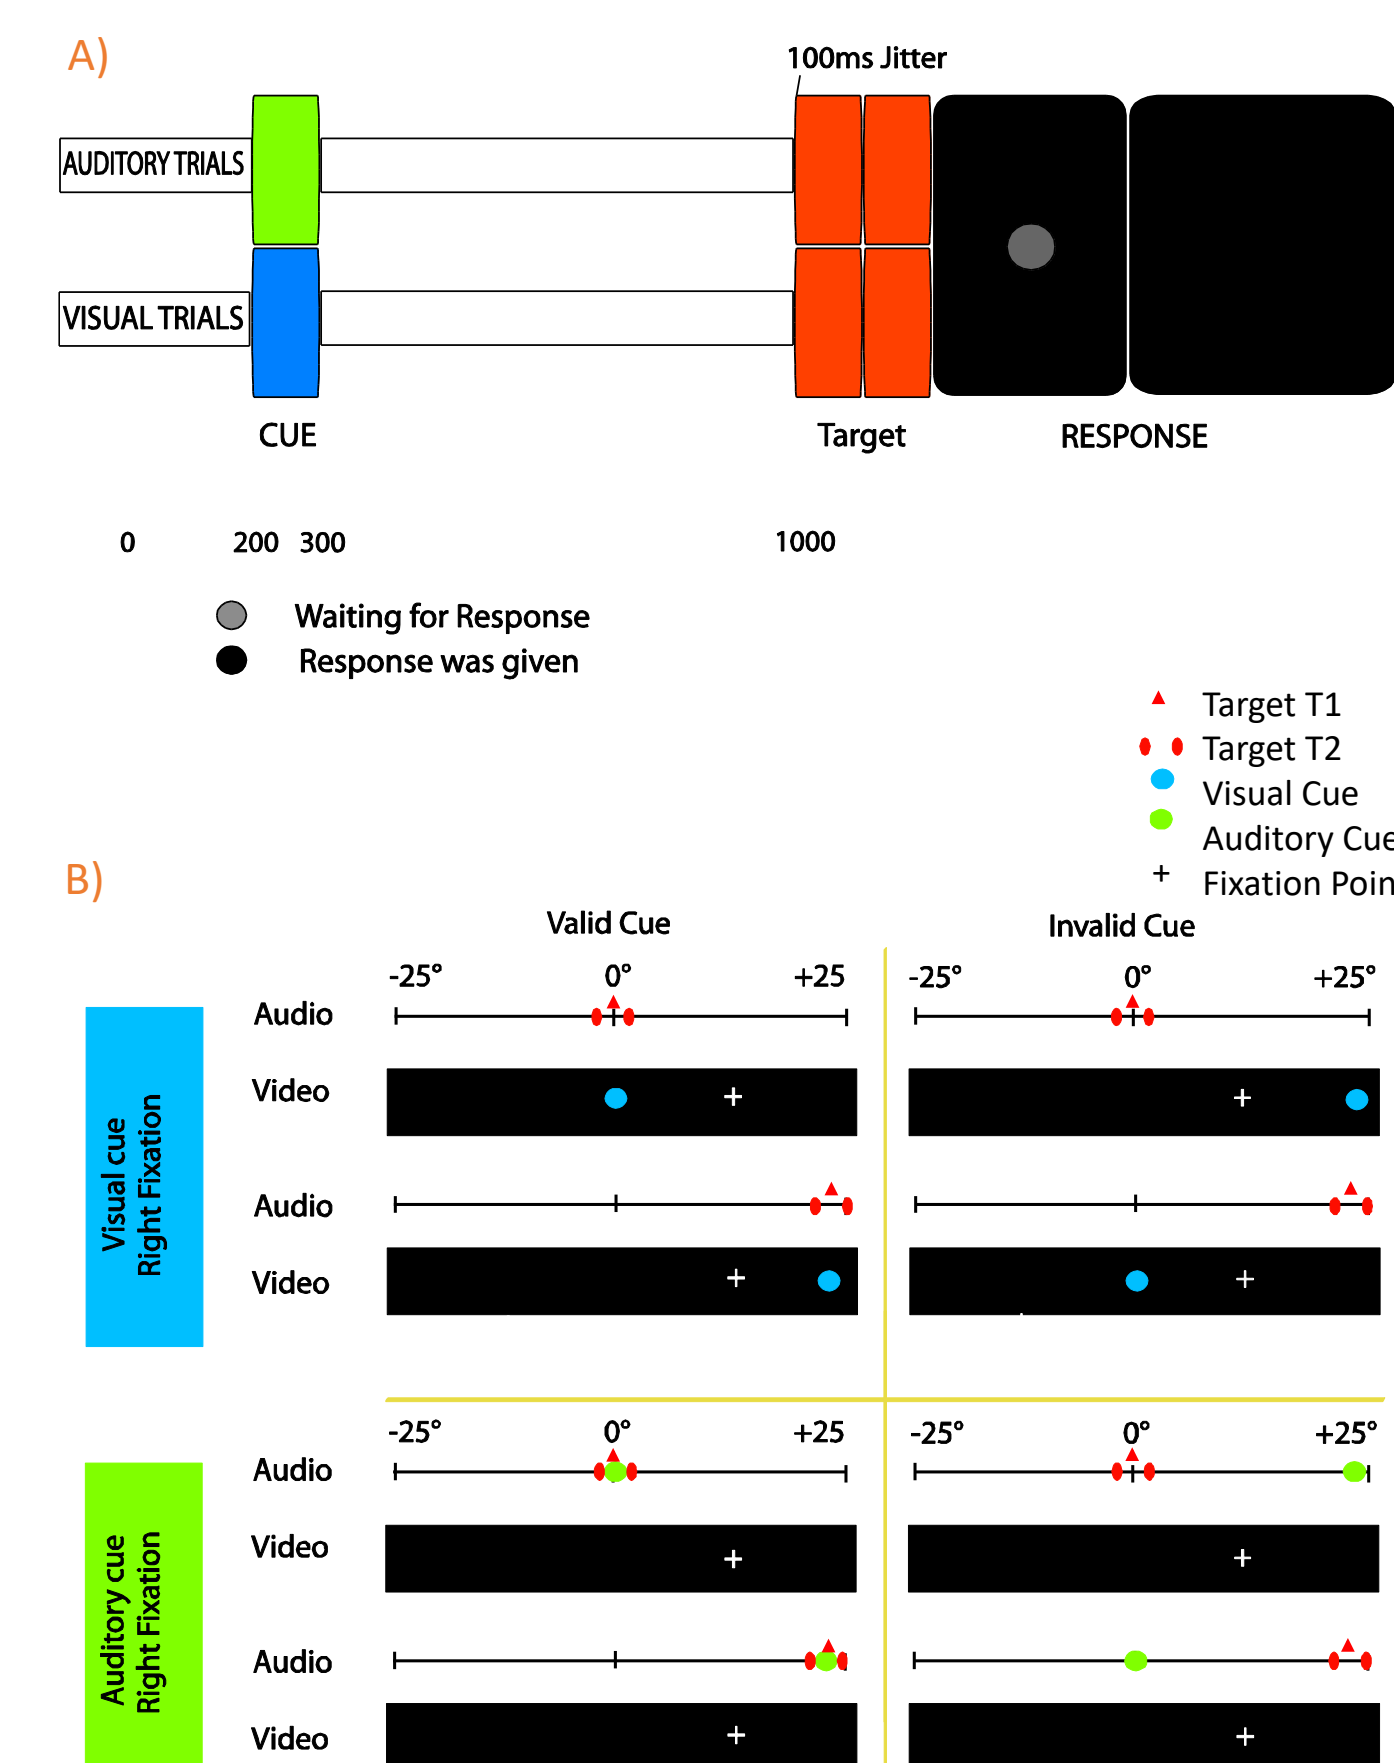 A)
100ms Jitter
AUDITORY TRIALS
VISUAL TRIALS
CUE
Target
RESPONSE
0 200 300 1000
Waiting for Response
Response was given
Target T1
Target T2
Visual Cue
Auditory Cue
Fixation Poin
B)
Valid Cue
Invalid Cue
-25° 0° +25
-25° 0° +25°
Visual cue
Right Fixation
Audio
Video
Audio
Video
-25° 0° +25
-25° 0° +25°
Auditory cue
Right Fixation
Audio
Video
Audio
Video